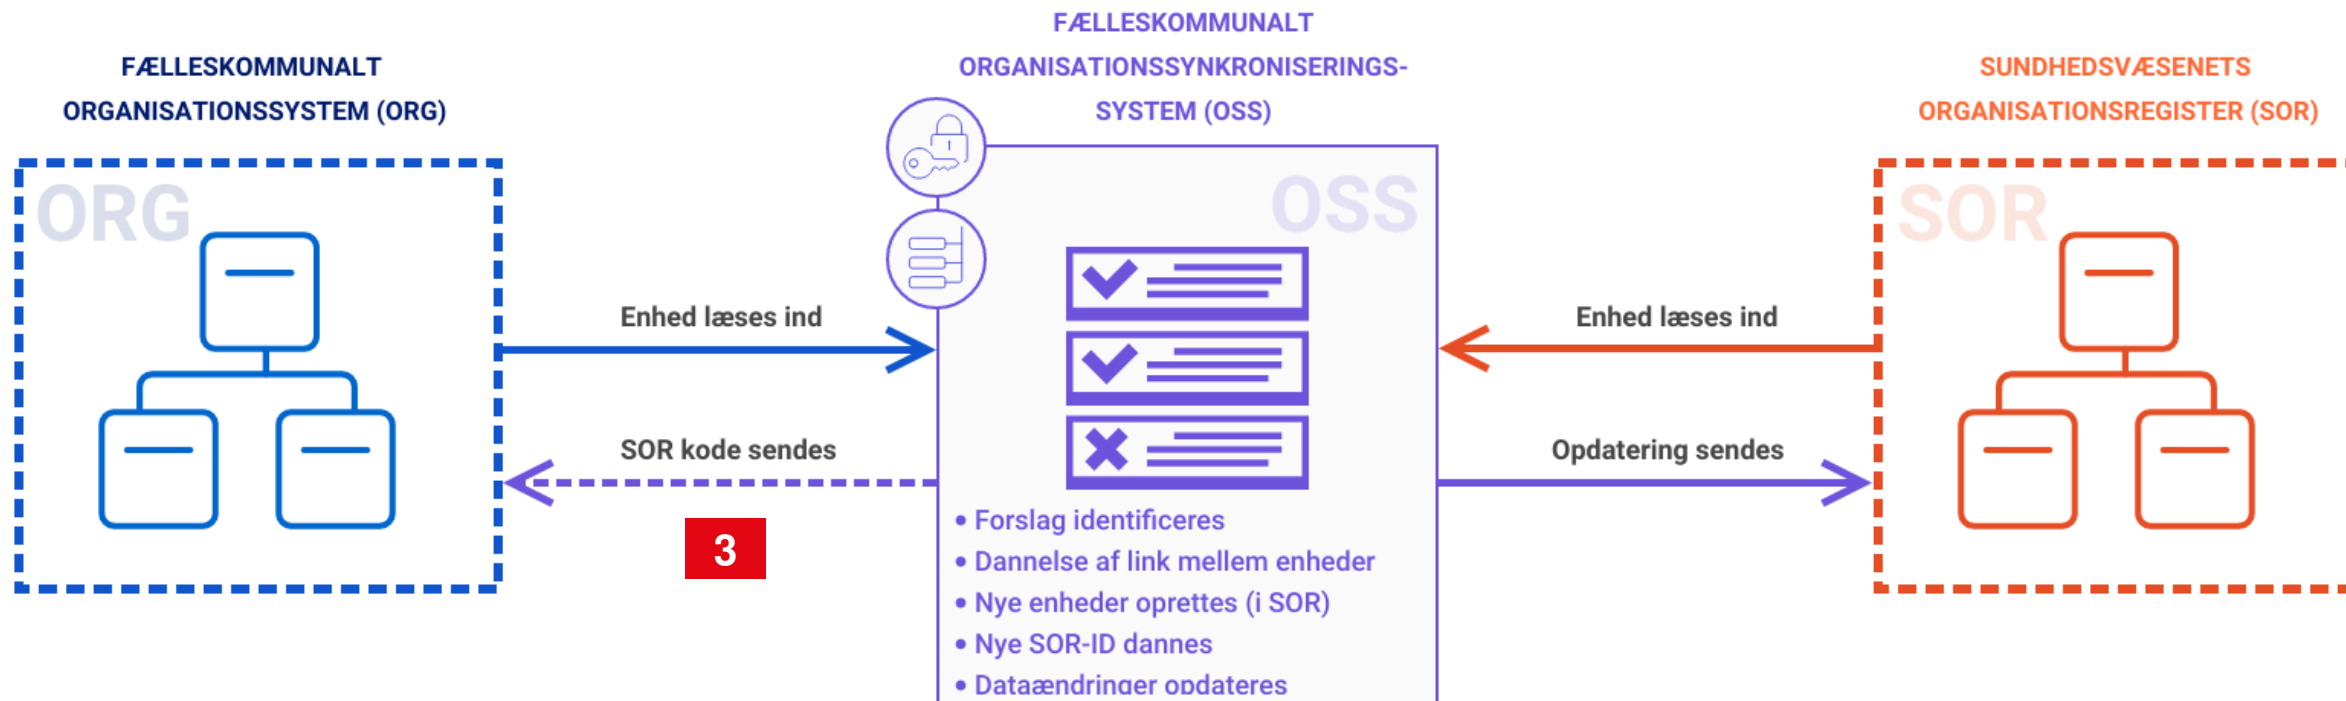 FÆLLESKOMMUNALT
ORGANISATIONSSYSTEM (ORG)
ORG
Enhed læses ind
SOR kode sendes
3
FÆLLESKOMMUNALT
ORGANISATIONSSYNKRONISERINGS-
SYSTEM (OSS)
OSS
• Forslag identificeres
• Dannelse af link mellem enheder
• Nye enheder oprettes (i SOR)
• Nye SOR-ID dannes
• Dataændringer opdateres
Enhed læses ind
Opdatering sendes
SUNDHEDSVÆSENETS
ORGANISATIONSREGISTER (SOR)
SOR